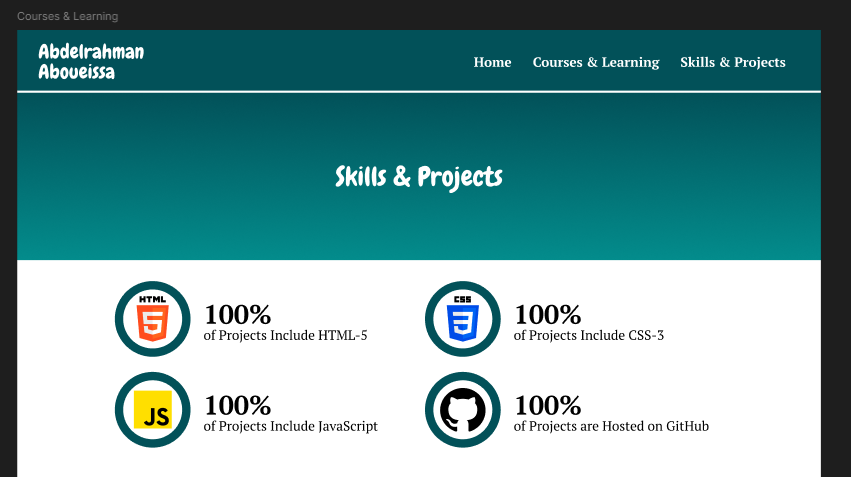 Courses & Learning
Abdelrahman
Aboueissa
Home Courses & Learning Skills & Projects
Skills & Projects
HTML
5
100%
of Projects Include HTML-5
CSS
3
100%
of Projects Include CSS-3
JS
100%
of Projects Include JavaScript
100%
of Projects are Hosted on GitHub